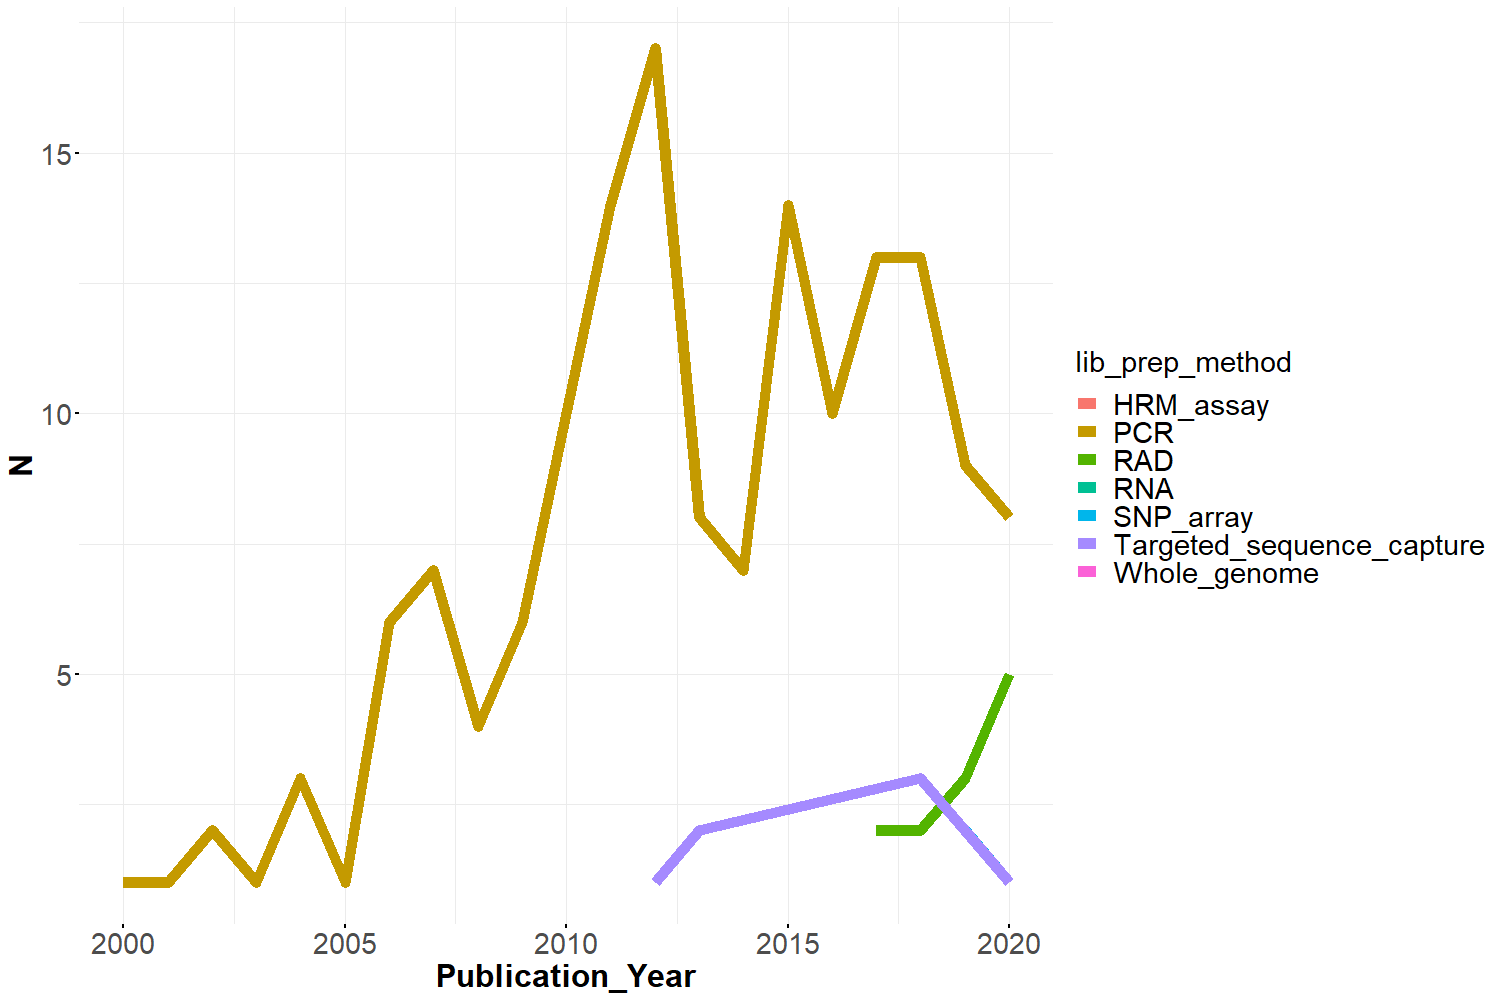 15
10
5
N
2000 2005 2010 2015 2020
Publication_Year
lib_prep_method
HRM_assay
PCR
RAD
RNA
SNP_array
Targeted_sequence_capture
Whole_genome